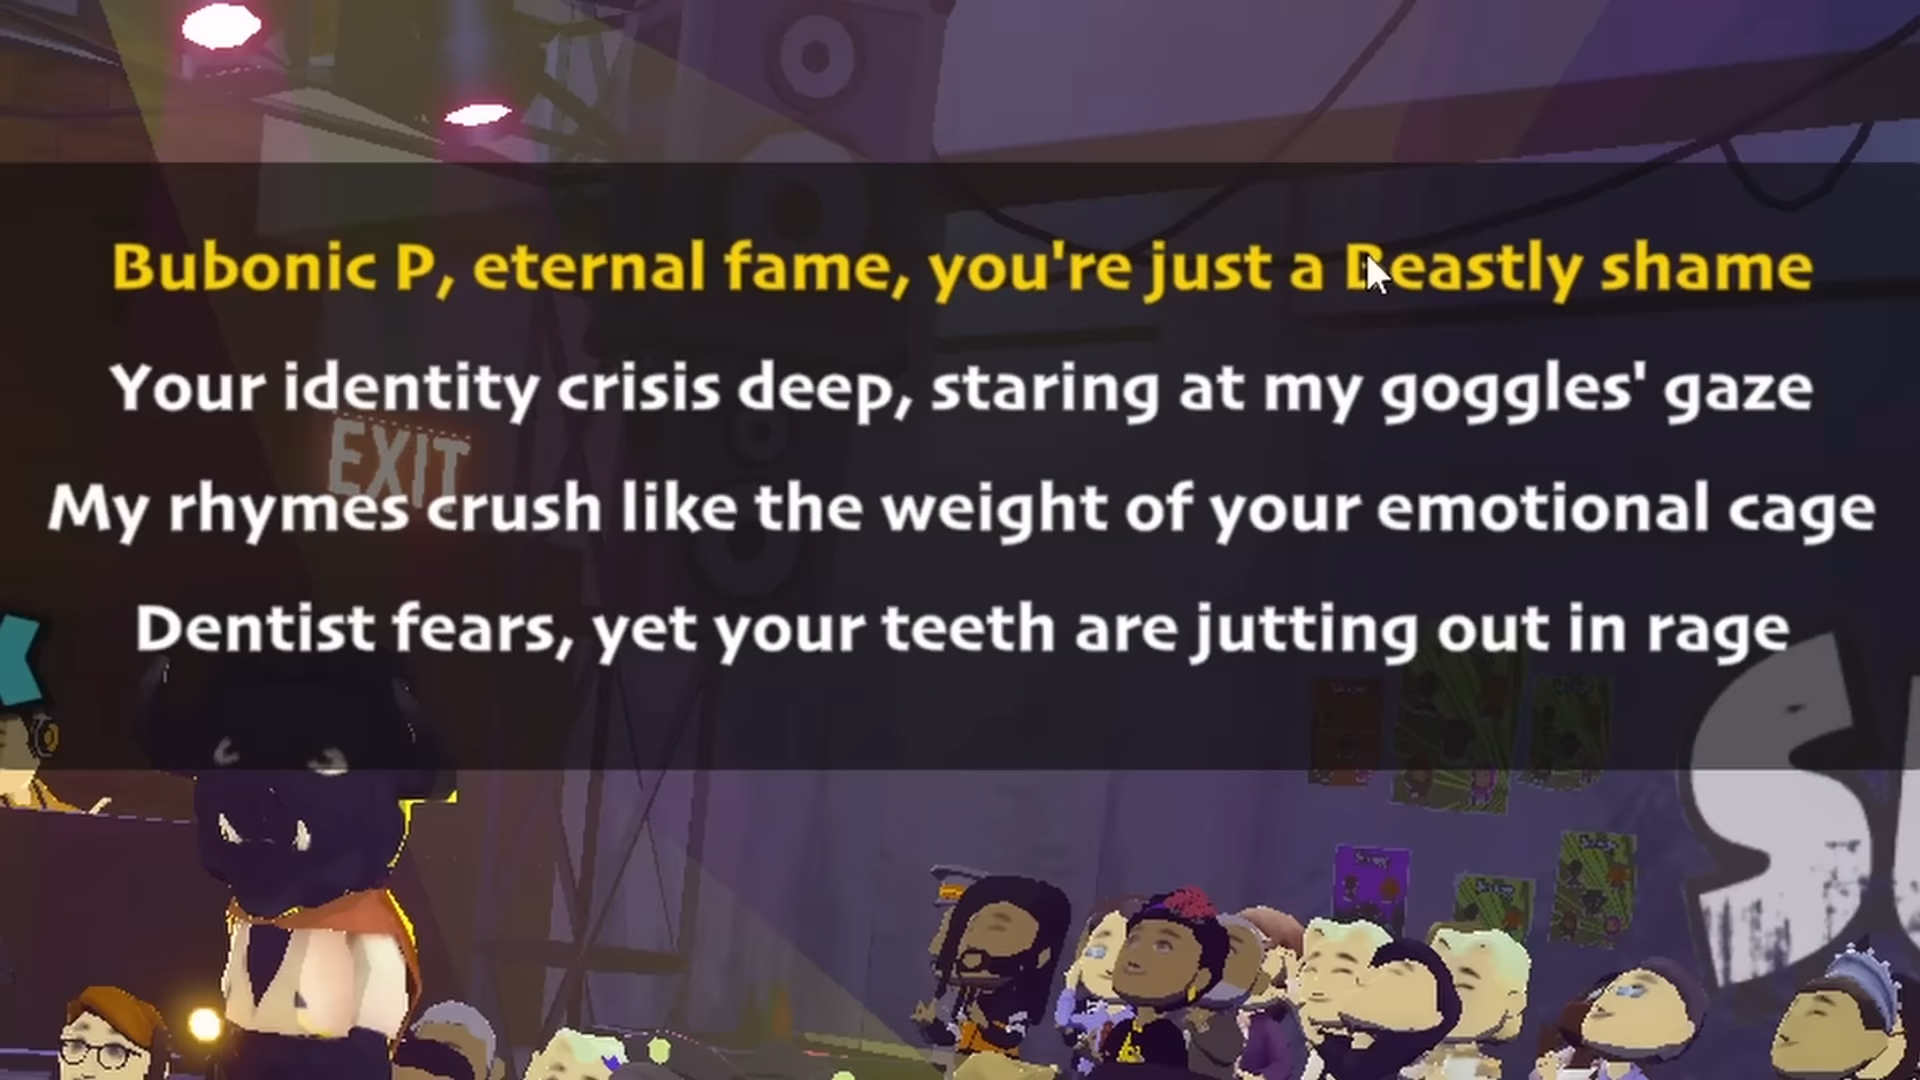 Bubonic P, eternal fame, you're just a Beastly shame
Your identity crisis deep, staring at my goggles' gaze
EXIT
My rhymes crush like the weight of your emotional cage
Dentist fears, yet your teeth are jutting out in rage